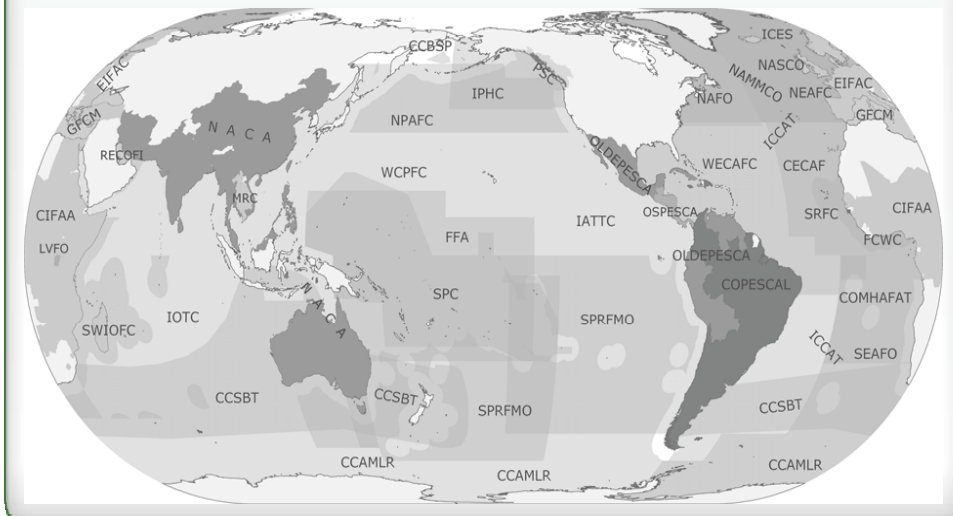 ICES
CCBSP
NASCO
EIFAC
PSC
NAMMCO
EIFAC
IPHC
NAFO
NEAFC
GFCM
GFCM
NPAFC
NACA
ICCAT
RECOFI
OLDEPESCA
WECAFC
CECAF
WCPFC
MRC
CIFAA
OSPESCA
SRFC
CIFAA
IATTC
LVFO
FFA
FCWC
OLDEPESCA
COPESCAL
SPC
COMHAFAT
NAGA
SWIOFC
IOTC
SPRFMO
ICCAT
SEAFO
CCSBT
CCSBT
SPRFMO
CCSBT
CCAMLR
CCAMLR
CCAMLR